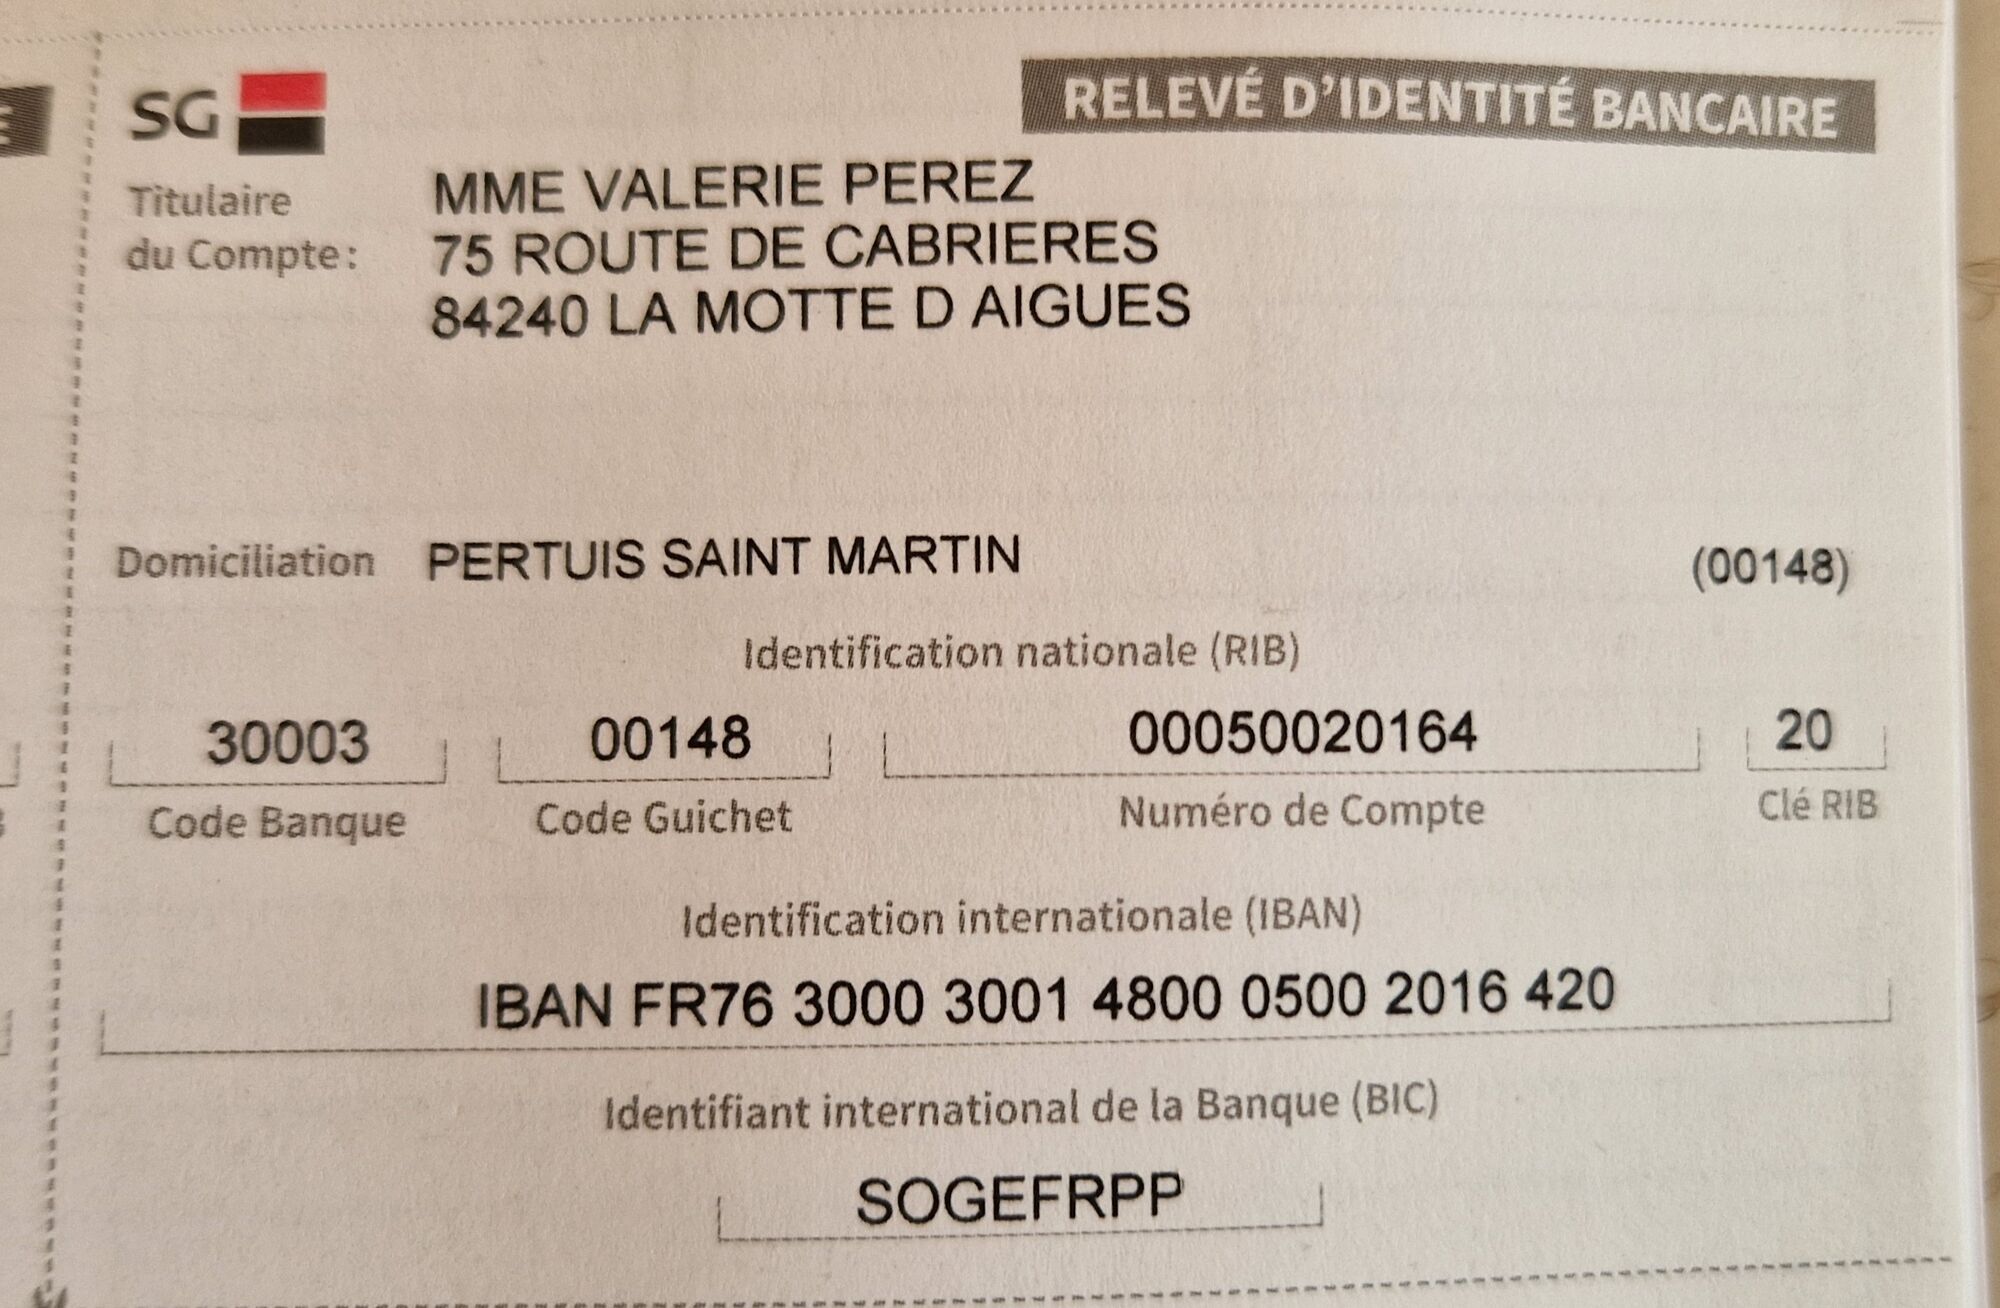 SG
RELEVÉ D'IDENTITÉ BANCAIRE
Titulaire du Compte :
MME VALERIE PEREZ
75 ROUTE DE CABRIERES
84240 LA MOTTE D AIGUES
Domiciliation PERTUIS SAINT MARTIN (00148)
Identification nationale (RIB)
30003 00148 00050020164 20
Code Banque Code Guichet Numéro de Compte Clé RIB
Identification internationale (IBAN)
IBAN FR76 3000 3001 4800 0500 2016 420
Identifiant international de la Banque (BIC)
SOGEFRPP